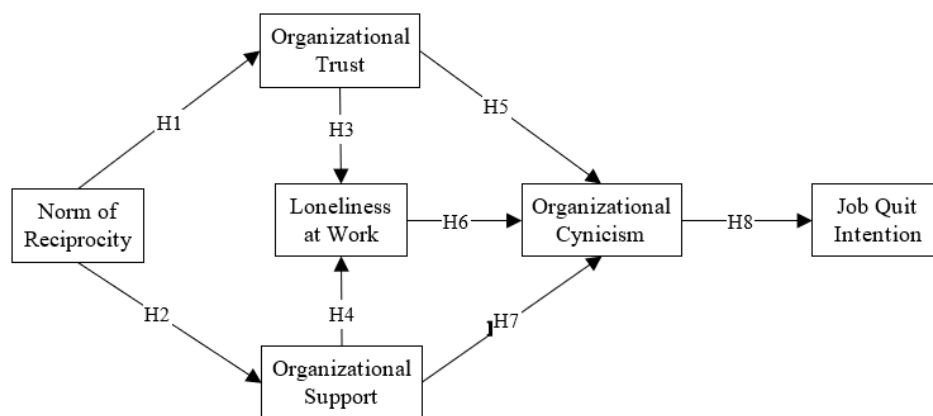 Organizational
Trust
H1
H5
H3
Norm of
Reciprocity
Loneliness
at Work
H6
Organizational
Cynicism
H8
Job Quit
Intention
H2
H4
H7
Organizational
Support